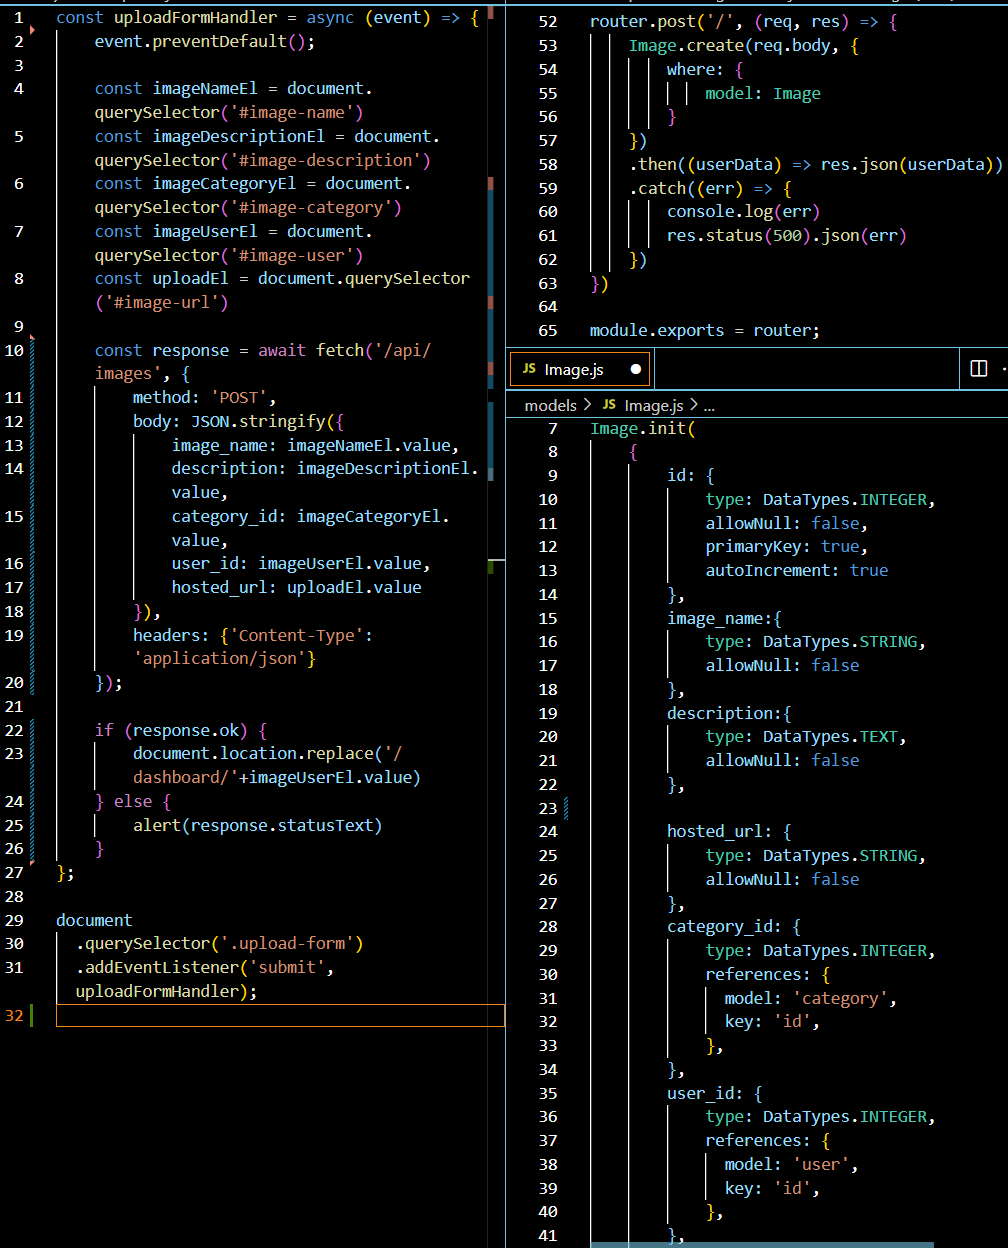 1 const uploadFormHandler = async (event) => {
2 event.preventDefault();
3
4 const imageNameEl = document.
querySelector('#image-name')
5 const imageDescriptionEl = document.
querySelector('#image-description')
6 const imageCategoryEl = document.
querySelector('#image-category')
7 const imageUserEl = document.
querySelector('#image-user')
8 const uploadEl = document.querySelector
('#image-url')
9
10 const response = await fetch('/api/
images', {
11 method: 'POST',
12 body: JSON.stringify({
13 image_name: imageNameEl.value,
14 description: imageDescriptionEl.
value,
15 category_id: imageCategoryEl.
value,
16 user_id: imageUserEl.value,
17 hosted_url: uploadEl.value
18 }),
19 headers: {'Content-Type':
'application/json'}
20 });
21
22 if (response.ok) {
23 document.location.replace('/
dashboard/'+imageUserEl.value)
24 } else {
25 alert(response.statusText)
26 }
27 };
28
29 document
30 .querySelector('.upload-form')
31 .addEventListener('submit',
uploadFormHandler);
32
52 router.post('/', (req, res) => {
53 Image.create(req.body, {
54 where: {
55 model: Image
56 }
57 })
58 .then((userData) => res.json(userData))
59 .catch((err) => {
60 console.log(err)
61 res.status(500).json(err)
62 })
63 })
64
65 module.exports = router;
JS Image.js
models > JS Image.js > ...
7 Image.init(
8 {
9 id: {
10 type: DataTypes.INTEGER,
11 allowNull: false,
12 primaryKey: true,
13 autoIncrement: true
14 },
15 image_name:{
16 type: DataTypes.STRING,
17 allowNull: false
18 },
19 description:{
20 type: DataTypes.TEXT,
21 allowNull: false
22 },
23
24 hosted_url: {
25 type: DataTypes.STRING,
26 allowNull: false
27 },
28 category_id: {
29 type: DataTypes.INTEGER,
30 references: {
31 model: 'category',
32 key: 'id',
33 },
34 },
35 user_id: {
36 type: DataTypes.INTEGER,
37 references: {
38 model: 'user',
39 key: 'id',
40 },
41 },